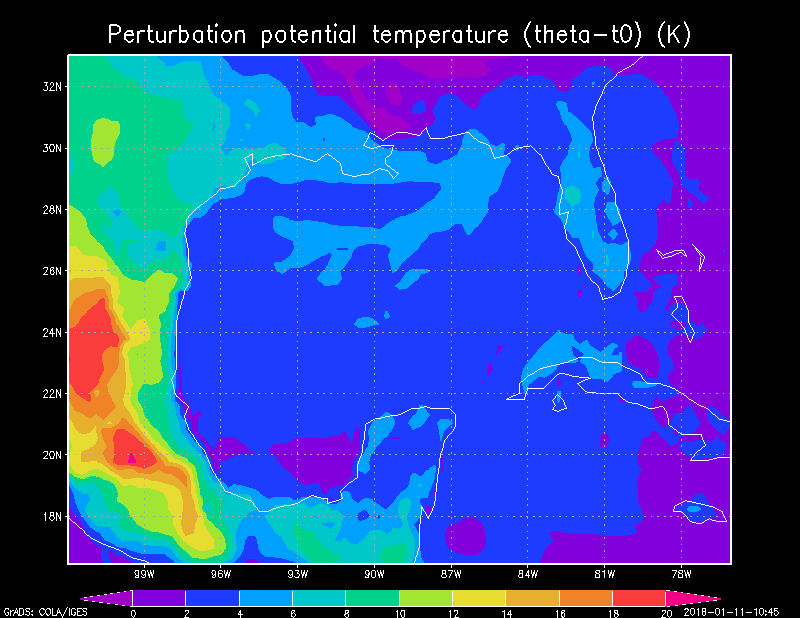 Perturbation potential temperature (theta-t0) (K)
32N
30N
28N
26N
24N
22N
20N
18N
99W 96W 93W 90W 87W 84W 81W 78W
0 2 4 6 8 10 12 14 16 18 20
GrADS: COLA/IGES 2018-01-11-10:45